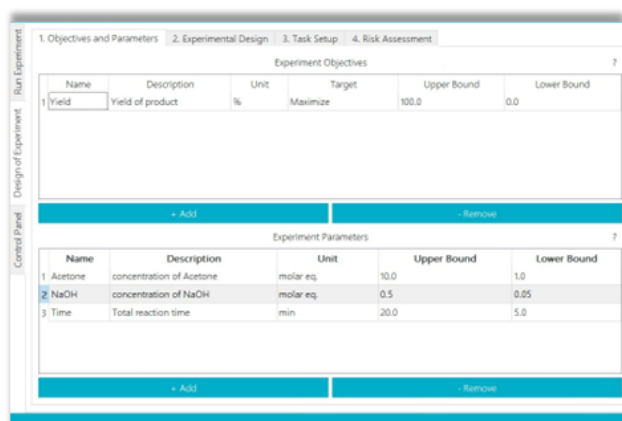 1. Objectives and Parameters 2. Experimental Design 3. Task Setup 4. Risk Assessment
Run Experiment
Design of Experiment
Control Panel
Experiment Objectives ?
Name Description Unit Target Upper Bound Lower Bound
1 Yield Yield of product % Maximize 100.0 0.0
+ Add - Remove
Experiment Parameters ?
Name Description Unit Upper Bound Lower Bound
1 Acetone concentration of Acetone molar eq. 10.0 1.0
2 NaOH concentration of NaOH molar eq. 0.5 0.05
3 Time Total reaction time min 20.0 5.0
+ Add - Remove